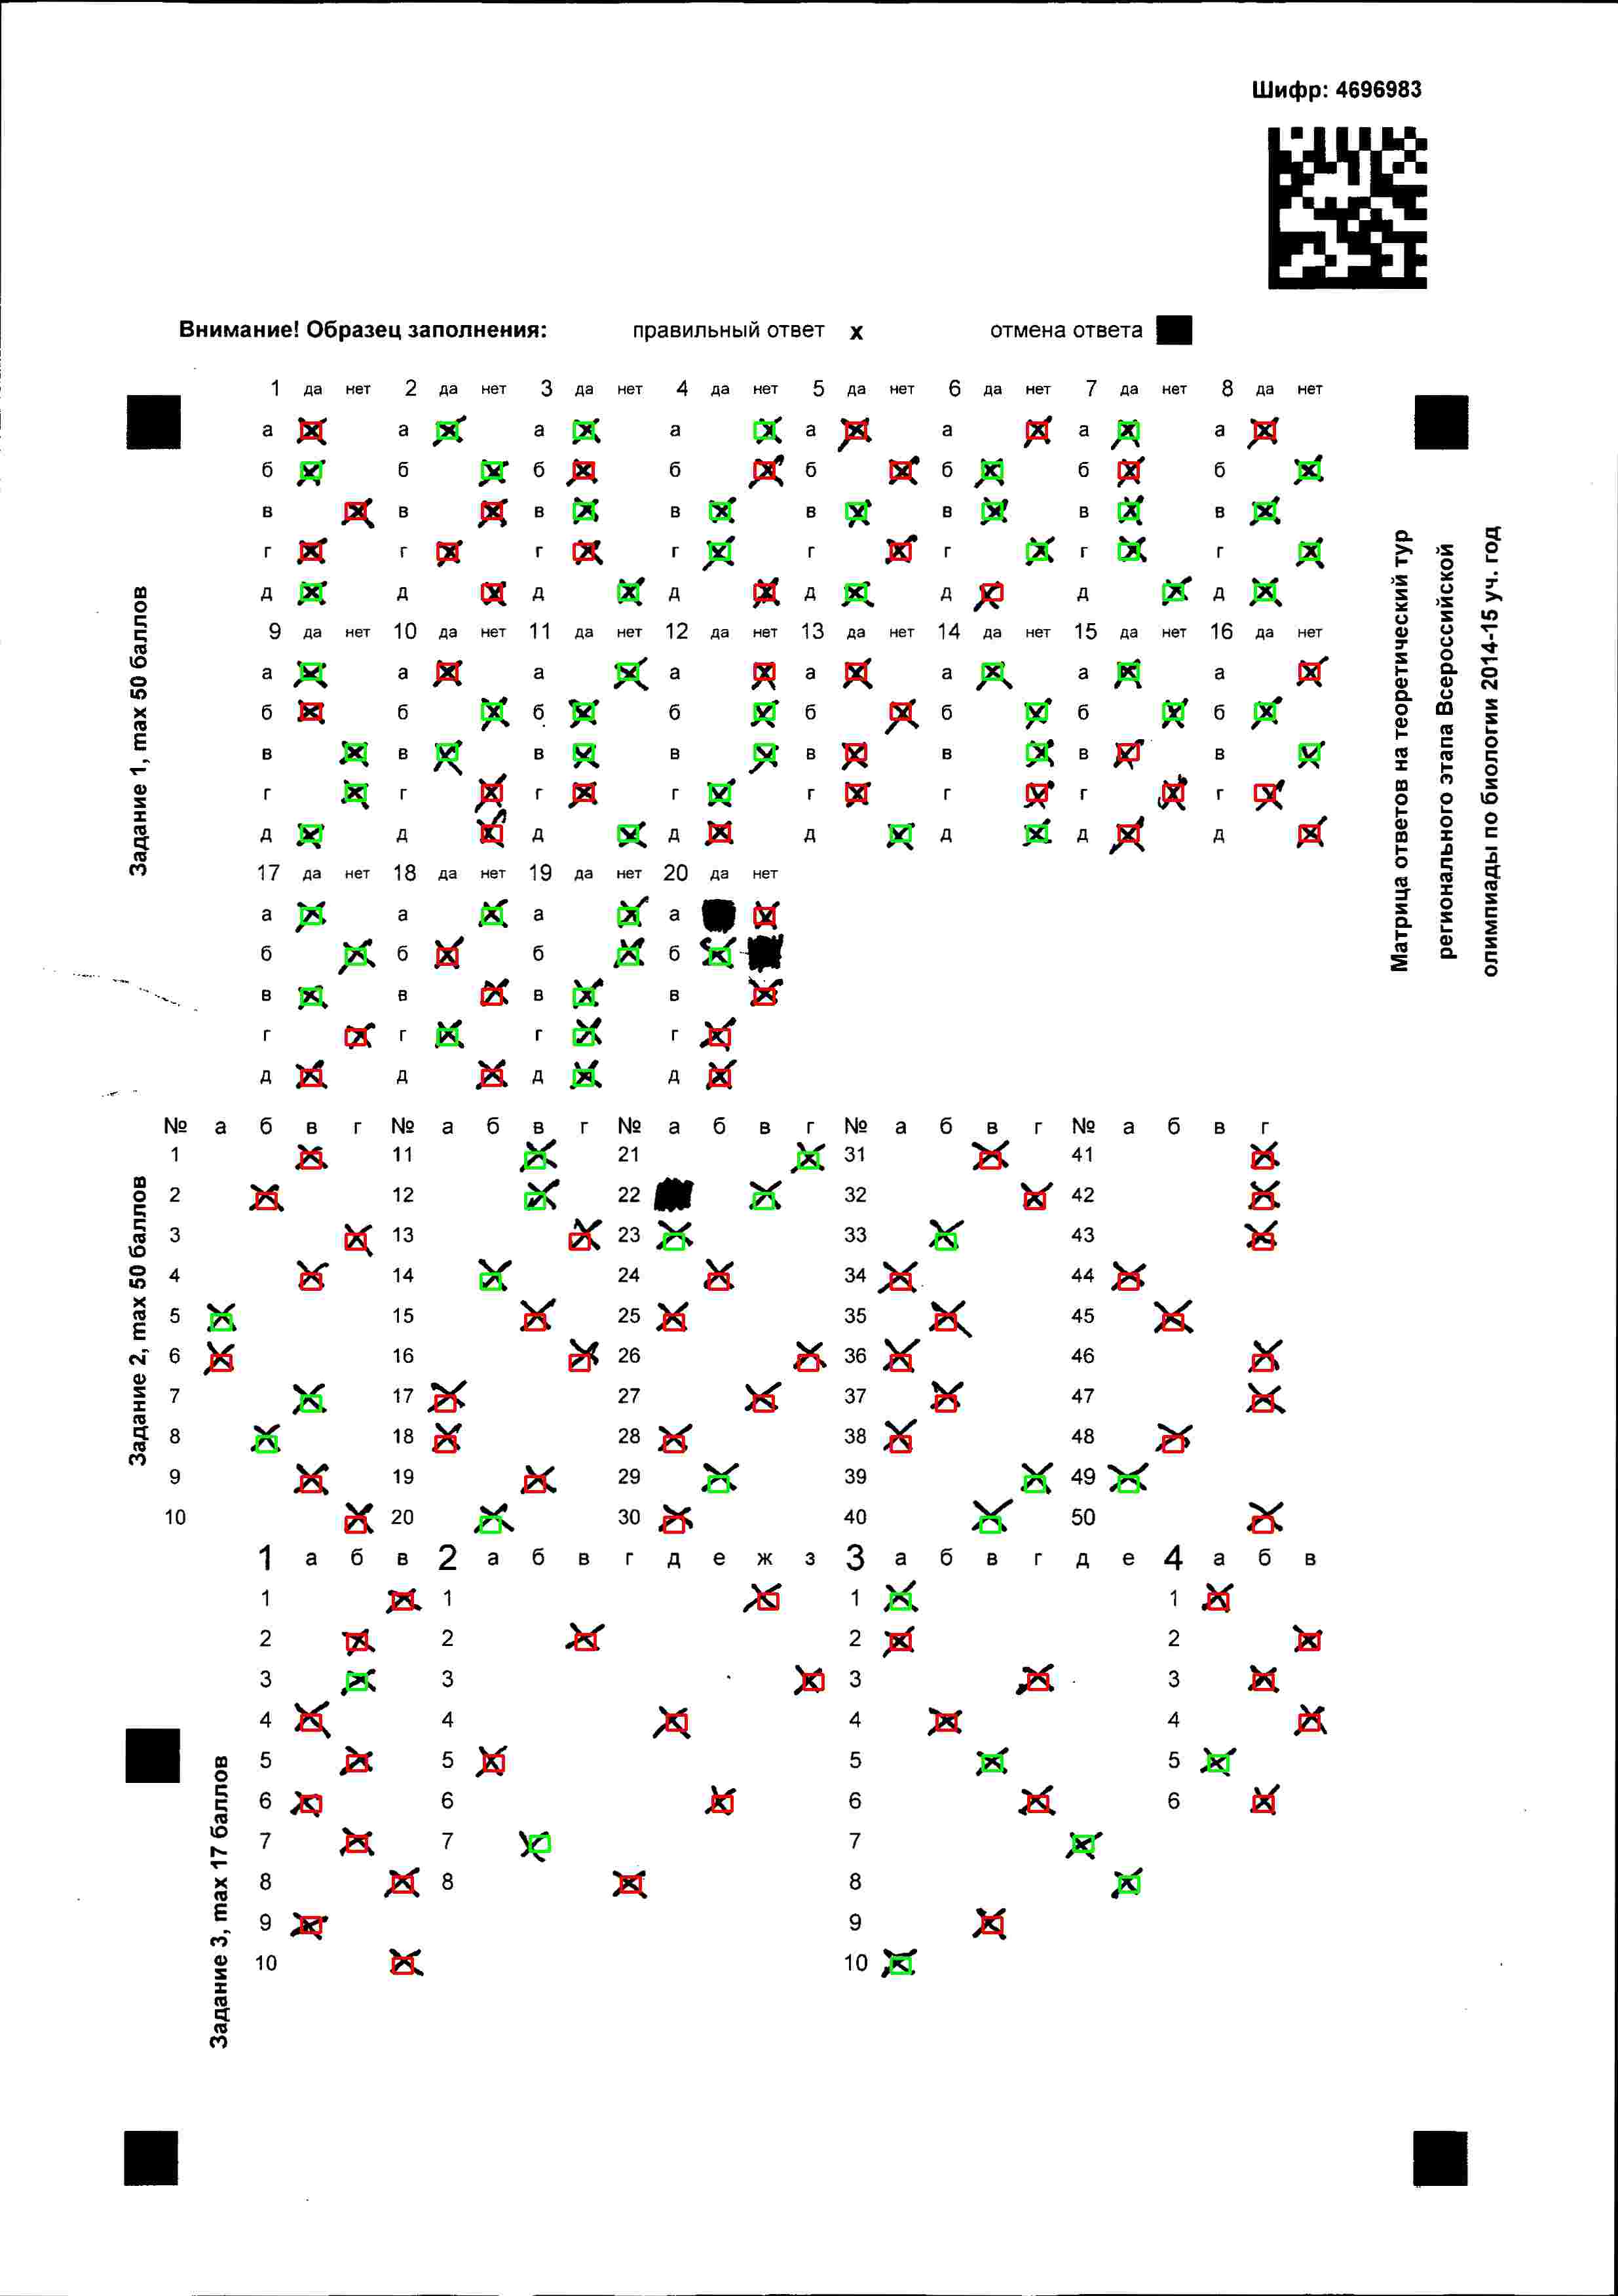 Шифр: 4696983
Внимание! Образец заполнения: правильный ответ x отмена ответа
1 да нет 2 да нет 3 да нет 4 да нет 5 да нет 6 да нет 7 да нет 8 да нет
а а а а а а а а
б б б б б б б б
в в в в в в в в
г г г г г г г г
д д д д д д д д
9 да нет 10 да нет 11 да нет 12 да нет 13 да нет 14 да нет 15 да нет 16 да нет
а а а а а а а а
б б б б б б б б
в в в в в в в в
г г г г г г г г
д д д д д д д д
17 да нет 18 да нет 19 да нет 20 да нет
а а а а
б б б б
в в в в
г г г г
д д д д
Задание 1, max 50 баллов
№ а б в г № а б в г № а б в г № а б в г № а б в г
1 11 21 31 41
2 12 22 32 42
3 13 23 33 43
4 14 24 34 44
5 15 25 35 45
6 16 26 36 46
7 17 27 37 47
8 18 28 38 48
9 19 29 39 49
10 20 30 40 50
Задание 2, max 50 баллов
1 а б в 2 а б в г д е ж з 3 а б в г д е 4 а б в
1 1 1 1
2 2 2 2
3 3 3 3
4 4 4 4
5 5 5 5
6 6 6 6
7 7 7
8 8 8
9 9
10 10
Задание 3, max 17 баллов
Матрица ответов на теоретический тур
регионального этапа Всероссийской
олимпиады по биологии 2014-15 уч. год